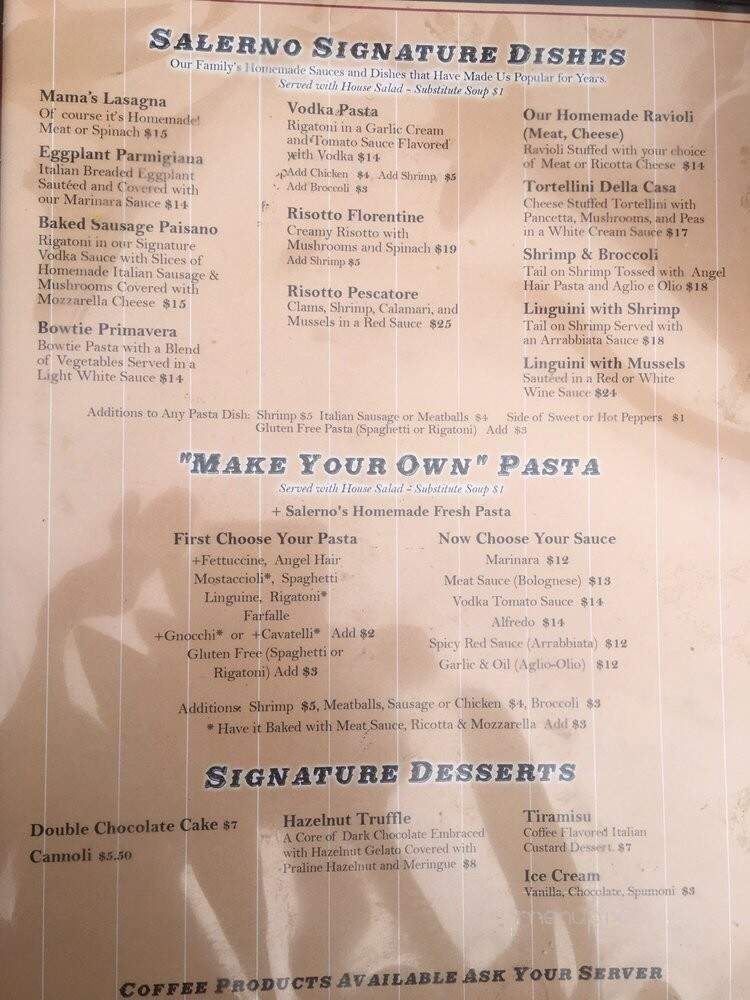 SALERNO SIGNATURE DISHES
Our Family's Homemade Sauces and Dishes that Have Made Us Popular for Years.
Served with House Salad - Substitute Soup $1
Mama's Lasagna
Of course it's Homemade!
Meat or Spinach $15
Eggplant Parmigiana
Italian Breaded Eggplant
Sautéed and Covered with
our Marinara Sauce $14
Baked Sausage Paisano
Rigatoni in our Signature
Vodka Sauce with Slices of
Homemade Italian Sausage &
Mushrooms Covered with
Mozzarella Cheese $15
Bowtie Primavera
Bowtie Pasta with a Blend
of Vegetables Served in a
Light White Sauce $14
Vodka Pasta
Rigatoni in a Garlic Cream
and Tomato Sauce Flavored
with Vodka $14
Add Chicken $4 Add Shrimp, $5
Add Broccoli $3
Risotto Florentine
Creamy Risotto with
Mushrooms and Spinach $19
Add Shrimp $5
Risotto Pescatore
Clams, Shrimp, Calamari, and
Mussels in a Red Sauce $25
Our Homemade Ravioli
(Meat, Cheese)
Ravioli Stuffed with your choice
of Meat or Ricotta Cheese $14
Tortellini Della Casa
Cheese Stuffed Tortellini with
Pancetta, Mushrooms, and Peas
in a White Cream Sauce $17
Shrimp & Broccoli
Tail on Shrimp Tossed with Angel
Hair Pasta and Aglio e Olio $18
Linguini with Shrimp
Tail on Shrimp Served with
an Arrabbiata Sauce $18
Linguini with Mussels
Sautéed in a Red or White
Wine Sauce $24
Additions to Any Pasta Dish: Shrimp $5 Italian Sausage or Meatballs $4 Side of Sweet or Hot Peppers $1
Gluten Free Pasta (Spaghetti or Rigatoni) Add $3
"MAKE YOUR OWN" PASTA
Served with House Salad - Substitute Soup $1
+ Salerno's Homemade Fresh Pasta
First Choose Your Pasta
+Fettuccine, Angel Hair
Mostaccioli*, Spaghetti
Linguine, Rigatoni*
Farfalle
+Gnocchi* or +Cavatelli* Add $2
Gluten Free (Spaghetti or
Rigatoni) Add $3
Now Choose Your Sauce
Marinara $12
Meat Sauce (Bolognese) $13
Vodka Tomato Sauce $14
Alfredo $14
Spicy Red Sauce (Arrabbiata) $12
Garlic & Oil (Aglio-Olio) $12
Additions: Shrimp $5, Meatballs, Sausage or Chicken $4, Broccoli $3
* Have it Baked with Meat Sauce, Ricotta & Mozzarella Add $3
SIGNATURE DESSERTS
Double Chocolate Cake $7
Cannoli $5.50
Hazelnut Truffle
A Core of Dark Chocolate Embraced
with Hazelnut Gelato Covered with
Praline Hazelnut and Meringue $8
Tiramisu
Coffee Flavored Italian
Custard Dessert $7
Ice Cream
Vanilla, Chocolate, Spumoni $3
COFFEE PRODUCTS AVAILABLE ASK YOUR SERVER